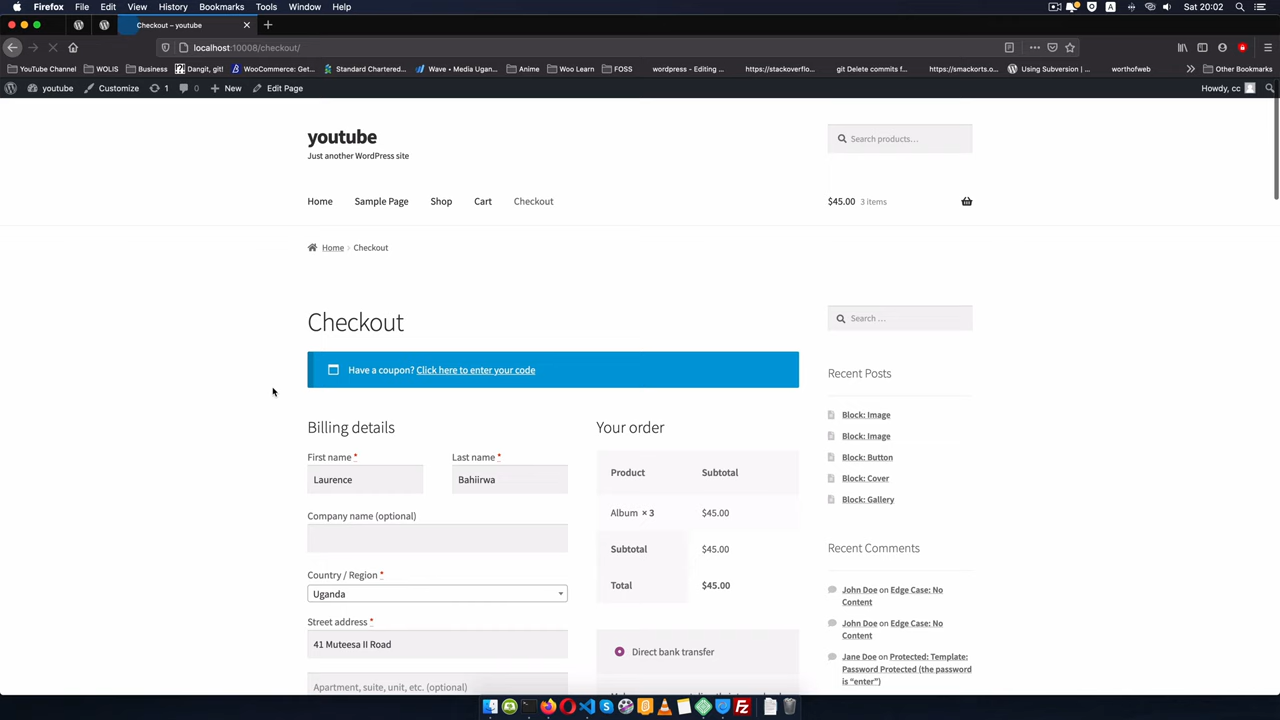 Firefox File Edit View History Bookmarks Tools Window Help Sat 20:02
Checkout – youtube
localhost:10008/checkout/
YouTube Channel WOLIS Business Dangit, git! WooCommerce: Get... Standard Chartered... Wave • Media Ugan... Anime Woo Learn FOSS wordpress - Editing ... https://stackoverflo... git Delete commits f... https://smackorts.o... Using Subversion | ... worthofweb Other Bookmarks
youtube Customize 1 0 New Edit Page Howdy, cc
youtube
Just another WordPress site
Search products…
Home Sample Page Shop Cart Checkout
$45.00 3 items
Home Checkout
Checkout
Have a coupon? Click here to enter your code
Billing details
First name *
Last name *
Laurence
Bahiirwa
Company name (optional)
Country / Region *
Uganda
Street address *
41 Muteesa II Road
Apartment, suite, unit, etc. (optional)
Your order
Product Subtotal
Album × 3 $45.00
Subtotal $45.00
Total $45.00
Direct bank transfer
Search …
Recent Posts
Block: Image
Block: Image
Block: Button
Block: Cover
Block: Gallery
Recent Comments
John Doe on Edge Case: No
Content
John Doe on Edge Case: No
Content
Jane Doe on Protected: Template:
Password Protected (the password
is “enter”)